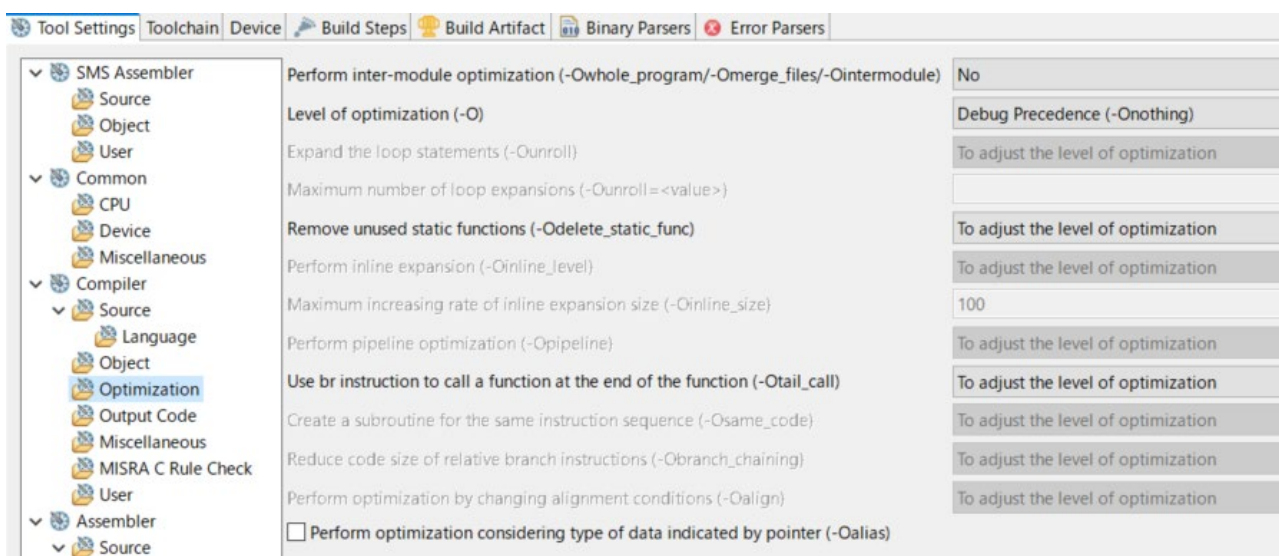 Tool Settings Toolchain Device Build Steps Build Artifact Binary Parsers Error Parsers
SMS Assembler
Source
Object
User
Common
CPU
Device
Miscellaneous
Compiler
Source
Language
Object
Optimization
Output Code
Miscellaneous
MISRA C Rule Check
User
Assembler
Source
Perform inter-module optimization (-Owhole_program/-Omerge_files/-Ointermodule) No
Level of optimization (-O) Debug Precedence (-Onothing)
Expand the loop statements (-Ounroll) To adjust the level of optimization
Maximum number of loop expansions (-Ounroll=<value>)
Remove unused static functions (-Odelete_static_func) To adjust the level of optimization
Perform inline expansion (-Oinline_level) To adjust the level of optimization
Maximum increasing rate of inline expansion size (-Oinline_size) 100
Perform pipeline optimization (-Opipeline) To adjust the level of optimization
Use br instruction to call a function at the end of the function (-Otail_call) To adjust the level of optimization
Create a subroutine for the same instruction sequence (-Osame_code) To adjust the level of optimization
Reduce code size of relative branch instructions (-Obranch_chaining) To adjust the level of optimization
Perform optimization by changing alignment conditions (-Oalign) To adjust the level of optimization
Perform optimization considering type of data indicated by pointer (-Oalias)